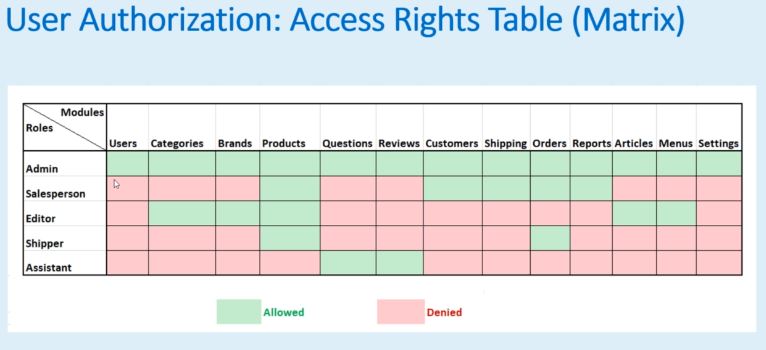 User Authorization: Access Rights Table (Matrix)
Modules
Roles
Users Categories Brands Products Questions Reviews Customers Shipping Orders Reports Articles Menus Settings
Admin
Salesperson
Editor
Shipper
Assistant
Allowed Denied